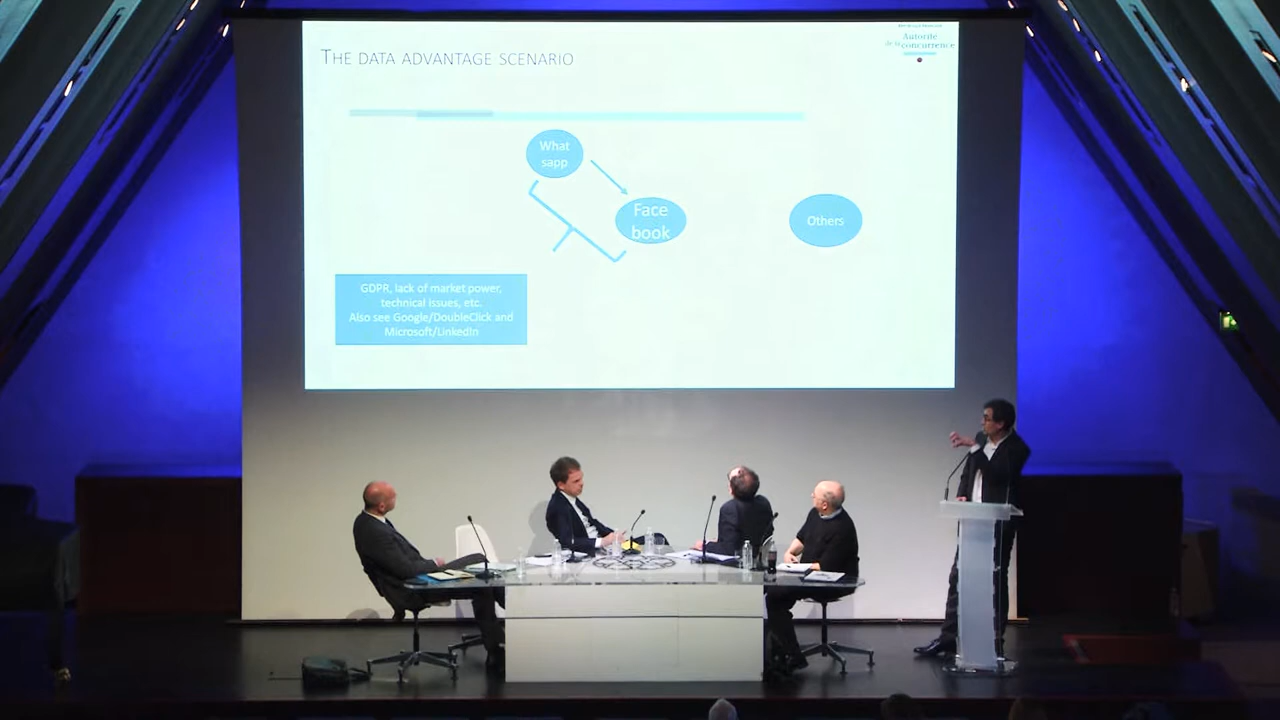 THE DATA ADVANTAGE SCENARIO
Autorité
de la concurrence
What
sapp
Face
book
Others
GDPR, lack of market power,
technical issues, etc.
Also see Google/DoubleClick and
Microsoft/LinkedIn